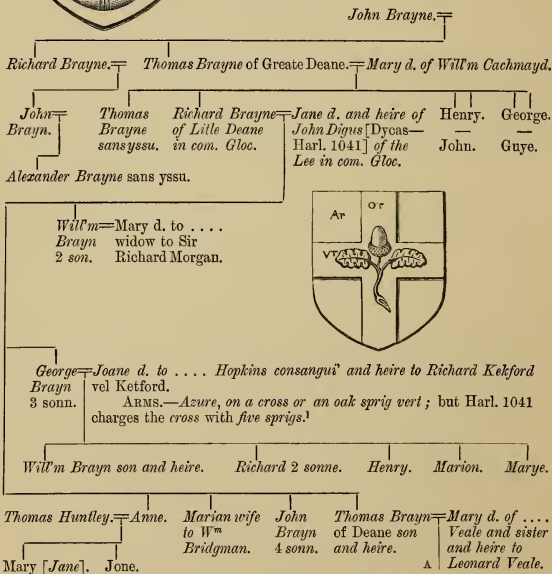 John Brayne.
Richard Brayne. Thomas Brayne of Greate Deane. Mary d. of Will'm Cachmayd.
John Brayn.
Thomas Brayne sans yssu.
Richard Brayne of Litle Deane in com. Gloc.
Jane d. and heire of John Digus [Dycas—Harl. 1041] of the Lee in com. Gloc.
Henry. — John.
George. — Guye.
Alexander Brayne sans yssu.
Will'm Brayn 2 son.
Mary d. to .... widow to Sir Richard Morgan.
Ar
Or
VT
George Brayn 3 sonn.
Joane d. to .... Hopkins consangui' and heire to Richard Kekford
vel Ketford.
ARMS.—Azure, on a cross or an oak sprig vert; but Harl. 1041
charges the cross with five sprigs.¹
Will'm Brayn son and heire. Richard 2 sonne. Henry. Marion. Marye.
Thomas Huntley. Anne.
Marian wife to Wᵐ Bridgman.
John Brayn 4 sonn.
Thomas Brayn of Deane son and heire.
Mary d. of .... Veale and sister and heire to Leonard Veale.
Mary [Jane]. Jone.
A